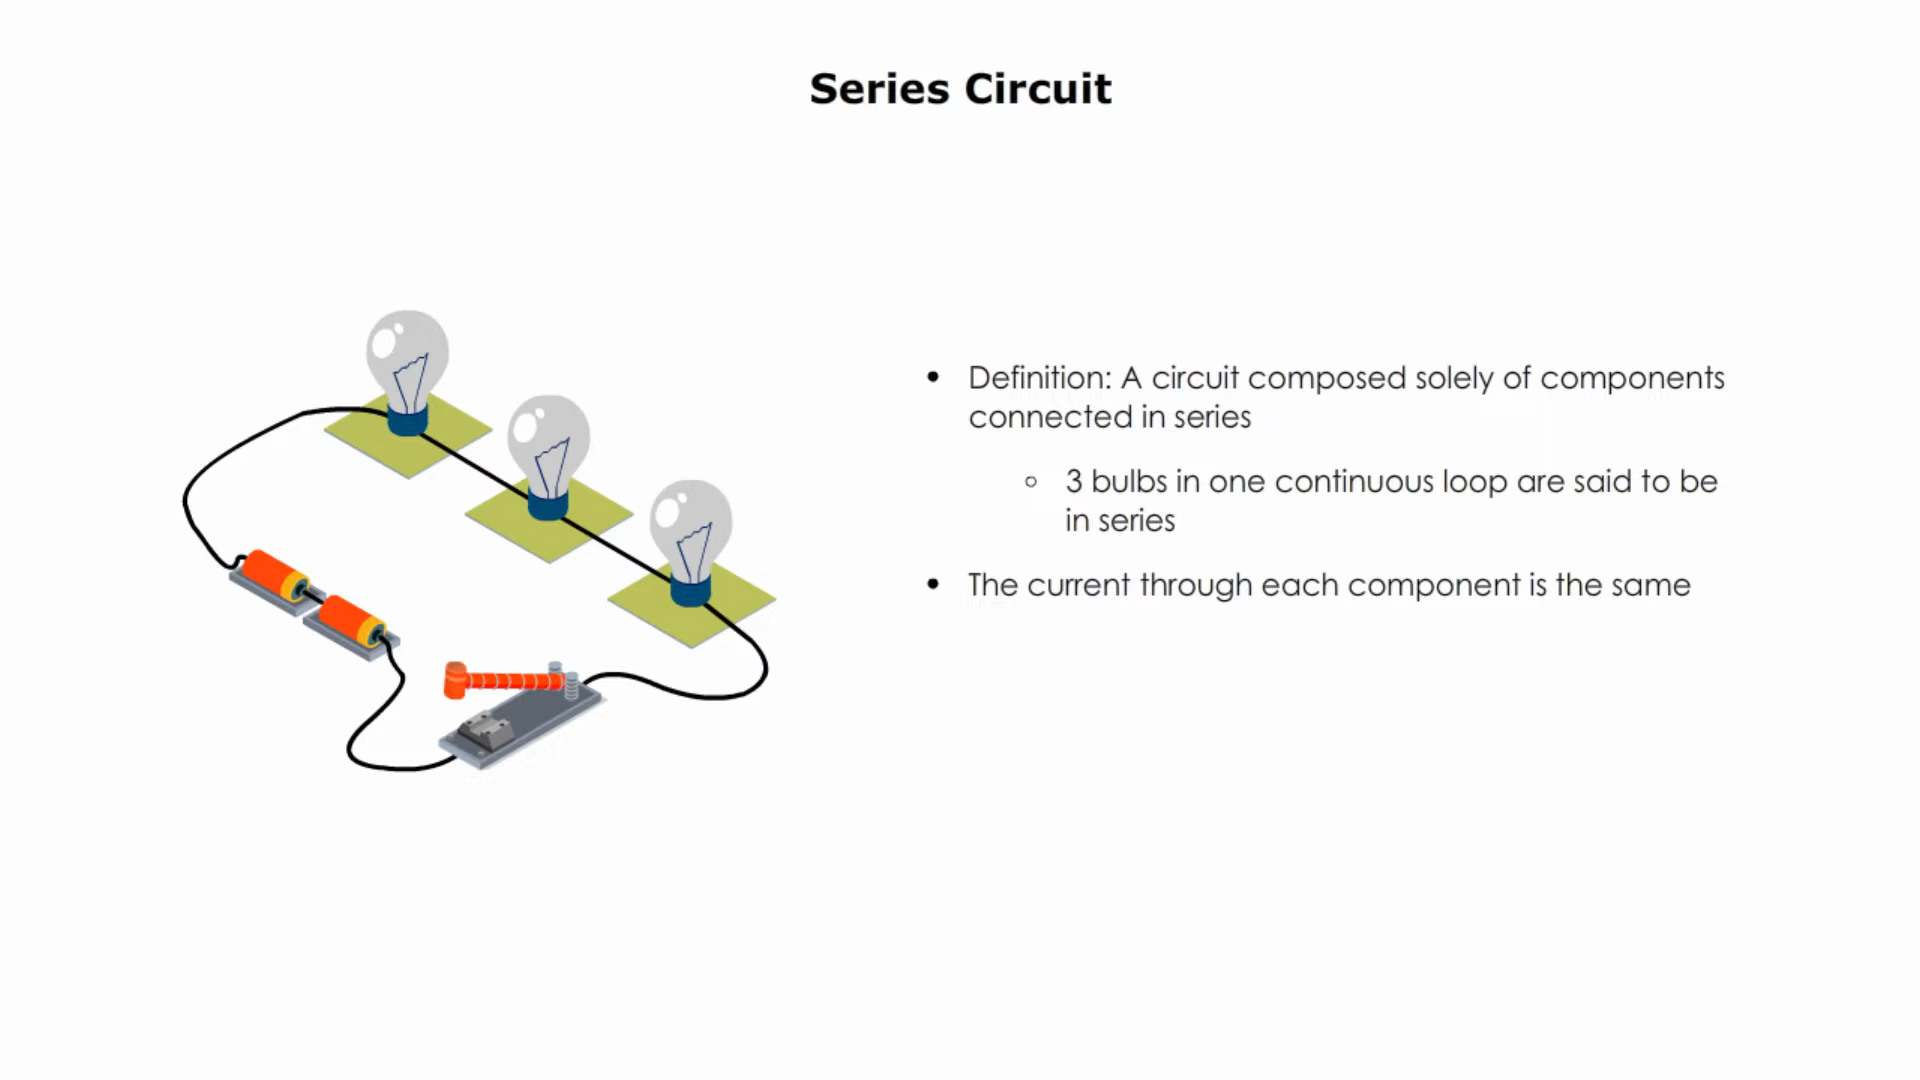 Series Circuit
• Definition: A circuit composed solely of components
connected in series
○ 3 bulbs in one continuous loop are said to be
in series
• The current through each component is the same